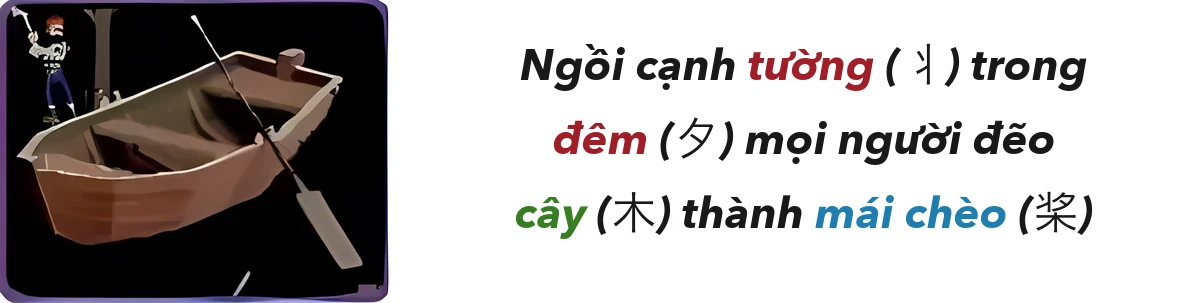 Ngồi cạnh tường (丬) trong
đêm (夕) mọi người đẽo
cây (木) thành mái chèo (桨)